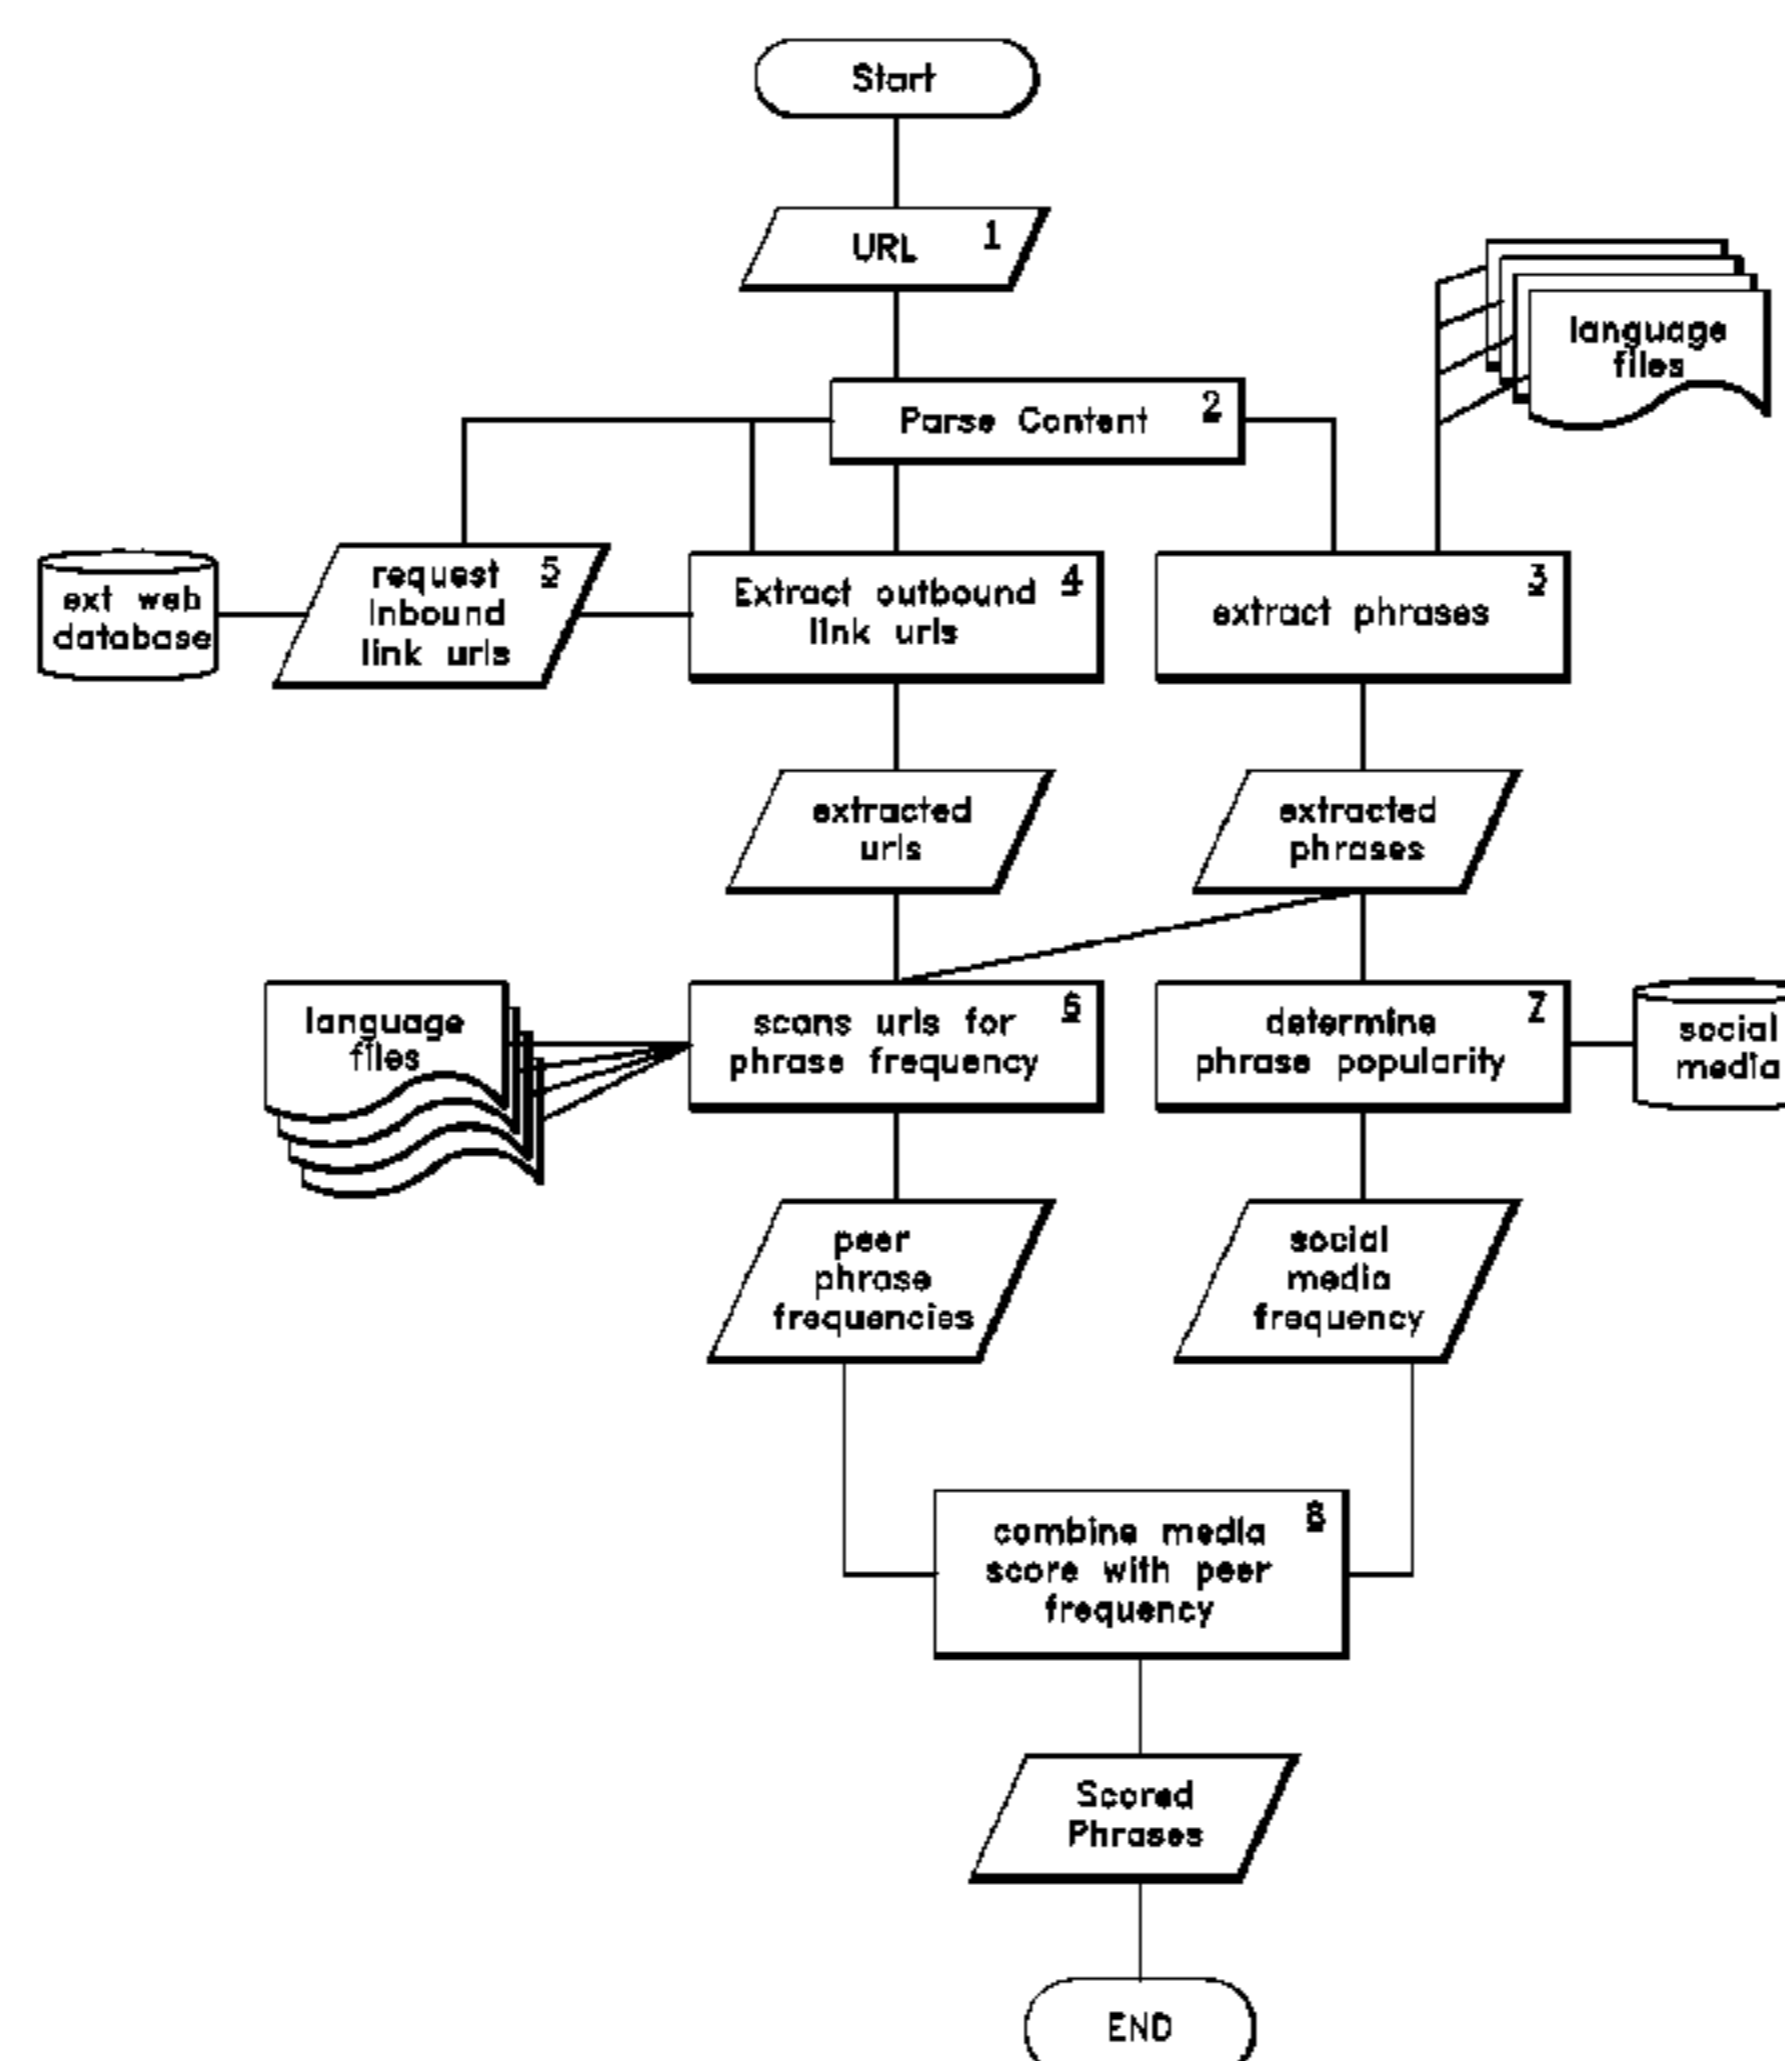 Start
URL 1
language
files
Parse Content 2
ext web
database
request 5
inbound
link urls
Extract outbound 4
link urls
extract phrases 3
extracted
urls
extracted
phrases
language
files
scans urls for 6
phrase frequency
determine 7
phrase popularity
social
media
peer
phrase
frequencies
social
media
frequency
combine media 8
score with peer
frequency
Scored
Phrases
END